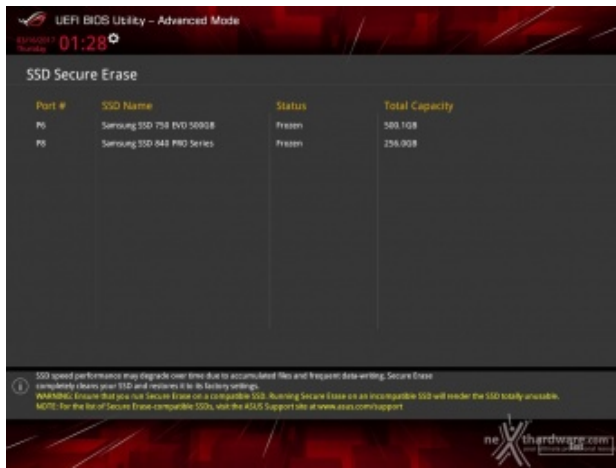 UEFI BIOS Utility – Advanced Mode
03/16/2017
Thursday
01:28
SSD Secure Erase
Port # SSD Name Status Total Capacity
P6 Samsung SSD 750 EVO 500GB Frozen 500.1GB
P8 Samsung SSD 840 PRO Series Frozen 256.0GB
SSD speed performance may degrade over time due to accumulated files and frequent data-writing. Secure Erase
completely cleans your SSD and restores it to its factory settings.
WARNING: Ensure that you run Secure Erase on a compatible SSD. Running Secure Erase on an incompatible SSD will render the SSD totally unusable.
NOTE: For the list of Secure Erase-compatible SSDs, visit the ASUS Support site at www.asus.com/support
nexthardware.com